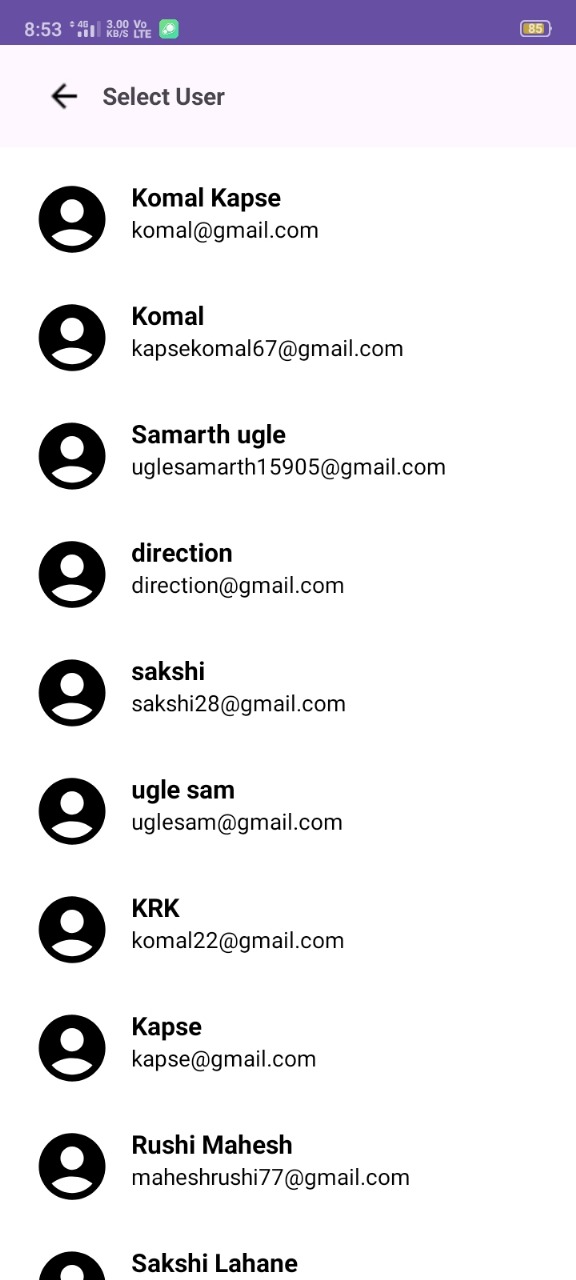 8:53 4G 3.00 KB/S Vo LTE 85
Select User
Komal Kapse
komal@gmail.com
Komal
kapsekomal67@gmail.com
Samarth ugle
uglesamarth15905@gmail.com
direction
direction@gmail.com
sakshi
sakshi28@gmail.com
ugle sam
uglesam@gmail.com
KRK
komal22@gmail.com
Kapse
kapse@gmail.com
Rushi Mahesh
maheshrushi77@gmail.com
Sakshi Lahane